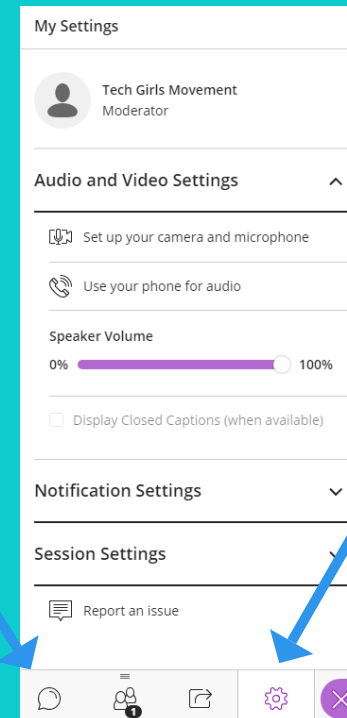 My Settings
Tech Girls Movement
Moderator
Audio and Video Settings
Set up your camera and microphone
Use your phone for audio
Speaker Volume
0% 100%
Display Closed Captions (when available)
Notification Settings
Session Settings
Report an issue
1